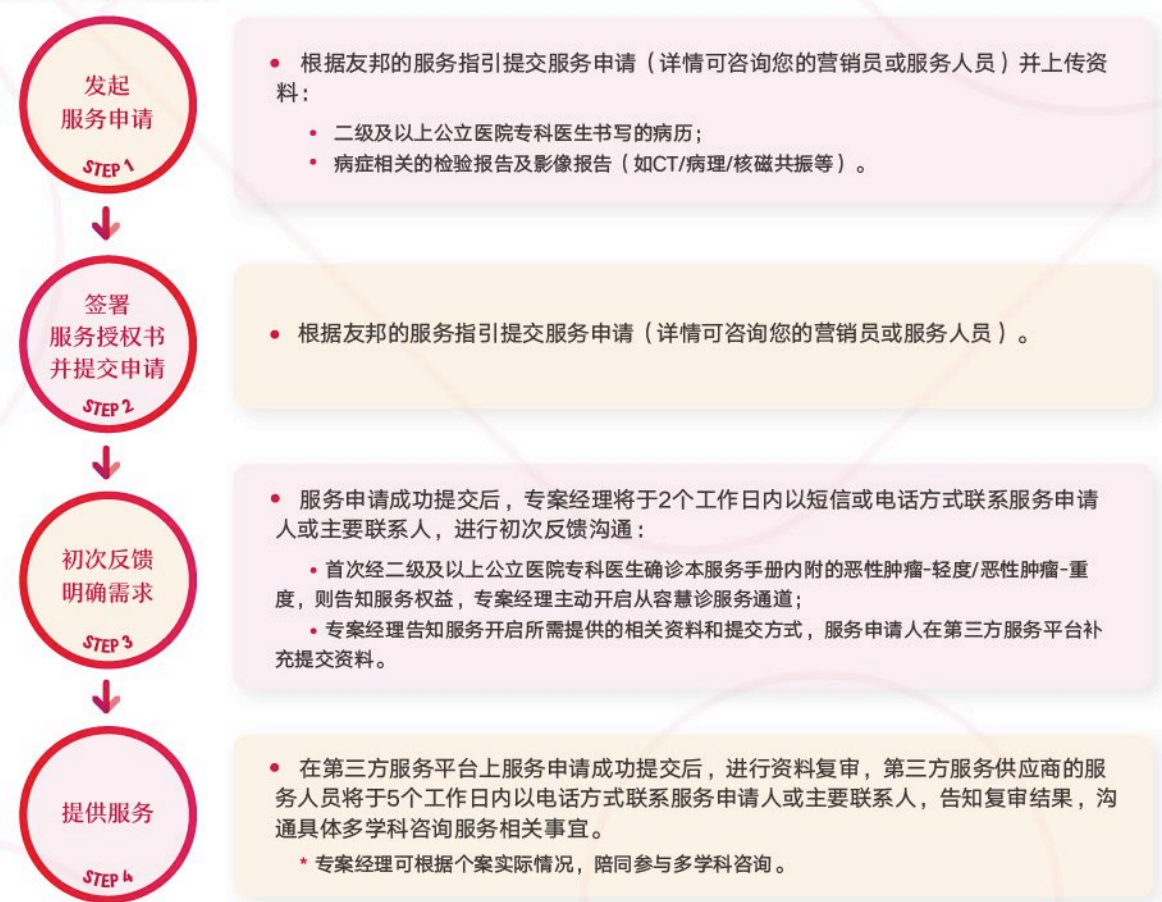 发起
服务申请
STEP 1
• 根据友邦的服务指引提交服务申请（详情可咨询您的营销员或服务人员）并上传资
料：
• 二级及以上公立医院专科医生书写的病历；
• 病症相关的检验报告及影像报告（如CT/病理/核磁共振等）。
签署
服务授权书
并提交申请
STEP 2
• 根据友邦的服务指引提交服务申请（详情可咨询您的营销员或服务人员）。
初次反馈
明确需求
STEP 3
• 服务申请成功提交后，专案经理将于2个工作日内以短信或电话方式联系服务申请
人或主要联系人，进行初次反馈沟通：
• 首次经二级及以上公立医院专科医生确诊本服务手册内附的恶性肿瘤-轻度/恶性肿瘤-重
度，则告知服务权益，专案经理主动开启从容慧诊服务通道；
• 专案经理告知服务开启所需提供的相关资料和提交方式，服务申请人在第三方服务平台补
充提交资料。
提供服务
STEP 4
• 在第三方服务平台上服务申请成功提交后，进行资料复审，第三方服务供应商的服
务人员将于5个工作日内以电话方式联系服务申请人或主要联系人，告知复审结果，沟
通具体多学科咨询服务相关事宜。
* 专案经理可根据个案实际情况，陪同参与多学科咨询。